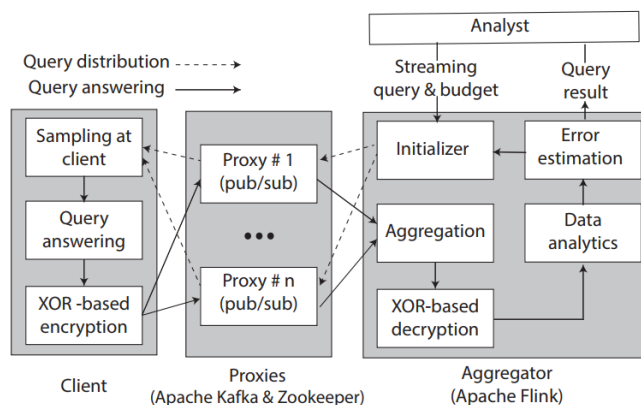 Analyst
Query distribution
Query answering
Streaming
query & budget
Query
result
Sampling at
client
Query
answering
XOR -based
encryption
Proxy # 1
(pub/sub)
•••
Proxy # n
(pub/sub)
Initializer
Error
estimation
Aggregation
Data
analytics
XOR-based
decryption
Client
Proxies
(Apache Kafka & Zookeeper)
Aggregator
(Apache Flink)